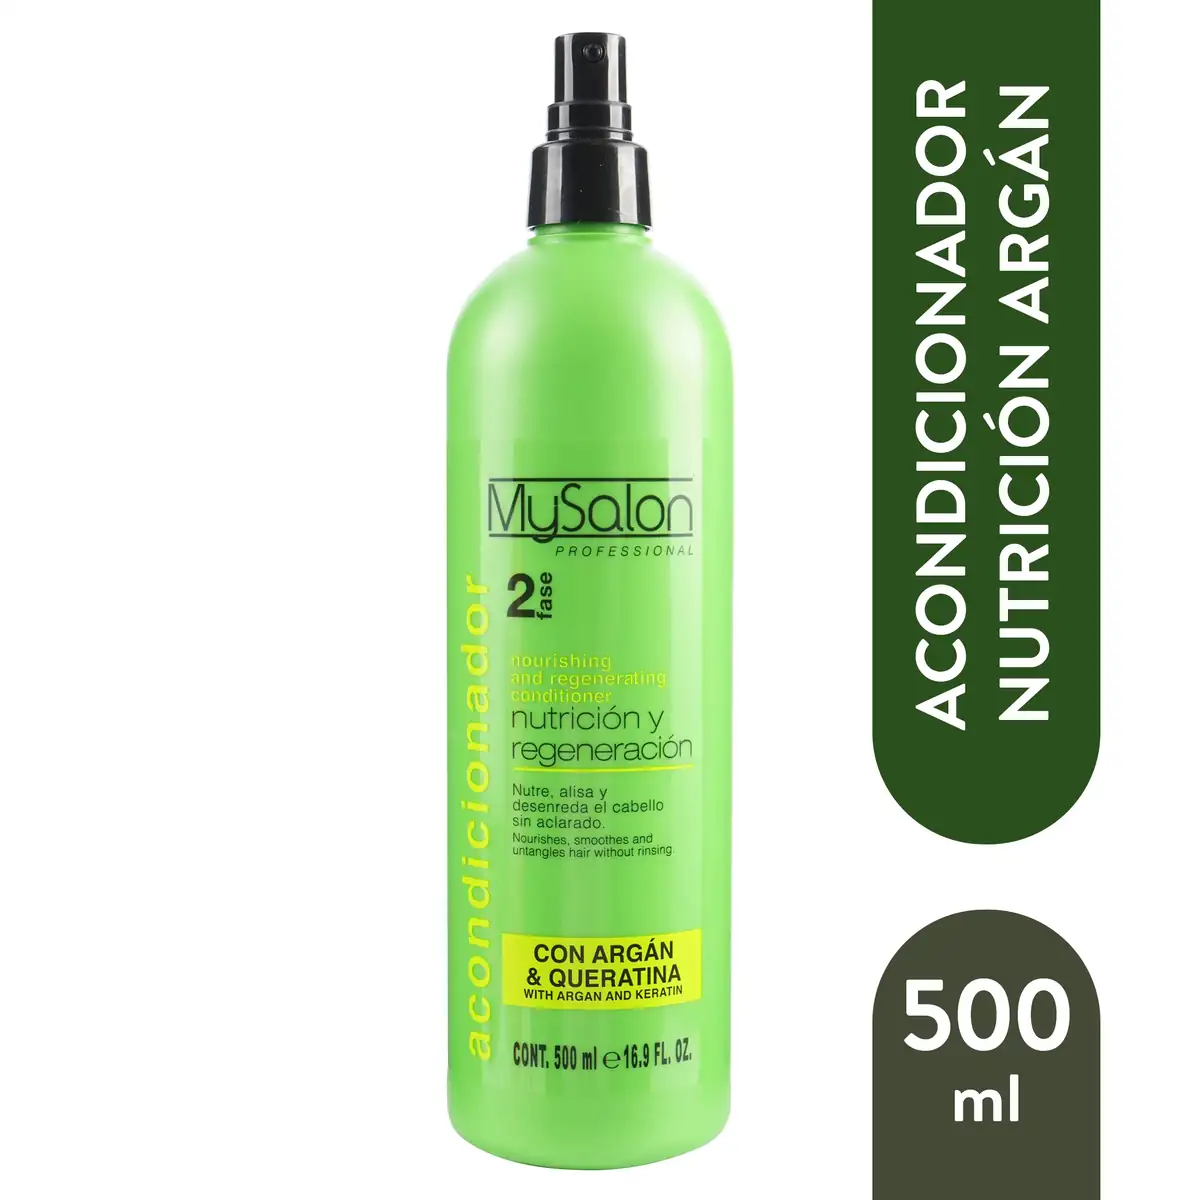 MySalon
PROFESSIONAL
2 fase
nourishing
and regenerating
conditioner
nutrición y
regeneración
Nutre, alisa y
desenreda el cabello
sin aclarado.
Nourishes, smoothes and
untangles hair without rinsing.
acondicionador
CON ARGÁN
& QUERATINA
WITH ARGAN AND KERATIN
CONT. 500 ml ℮ 16.9 FL. OZ.
ACONDICIONADOR
NUTRICIÓN ARGÁN
500
ml